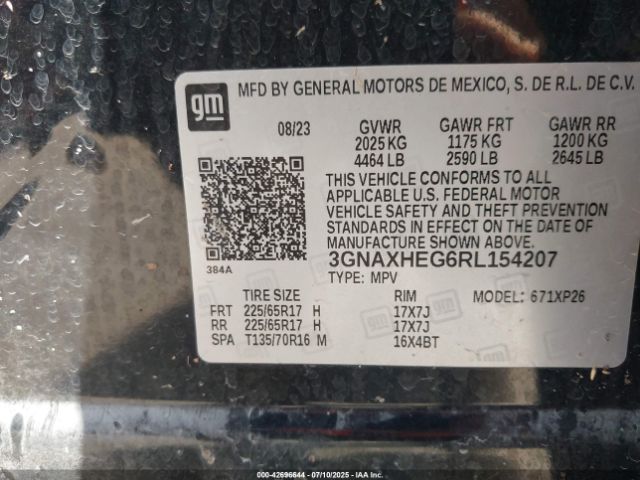 gm
MFD BY GENERAL MOTORS DE MEXICO, S. DE R.L. DE C.V.
08/23 GVWR GAWR FRT GAWR RR
2025 KG 1175 KG 1200 KG
4464 LB 2590 LB 2645 LB
THIS VEHICLE CONFORMS TO ALL
APPLICABLE U.S. FEDERAL MOTOR
VEHICLE SAFETY AND THEFT PREVENTION
STANDARDS IN EFFECT ON THE DATE OF
MANUFACTURE SHOWN ABOVE.
384A
3GNAXHEG6RL154207
TYPE: MPV
TIRE SIZE RIM MODEL: 671XP26
FRT 225/65R17 H 17X7J
RR 225/65R17 H 17X7J
SPA T135/70R16 M 16X4BT
000-42696644 - 07/10/2025 - IAAI.com